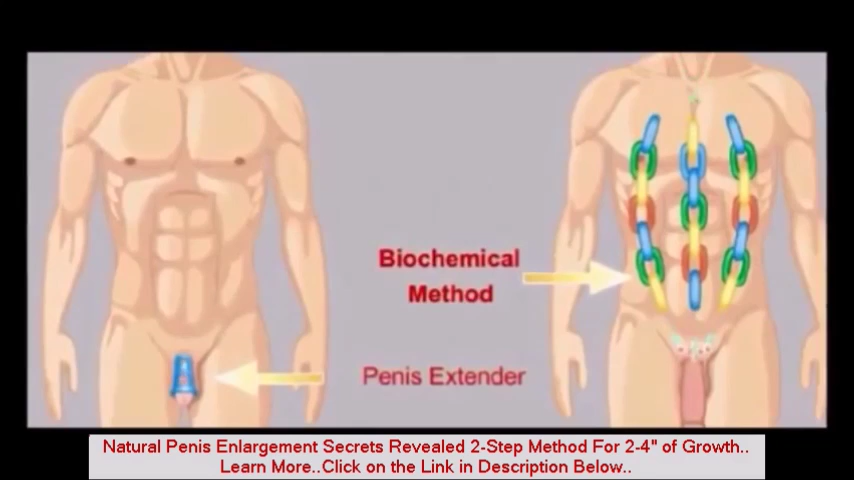 Biochemical
Method
Penis Extender
Natural Penis Enlargement Secrets Revealed 2-Step Method For 2-4" of Growth..
Learn More..Click on the Link in Description Below..